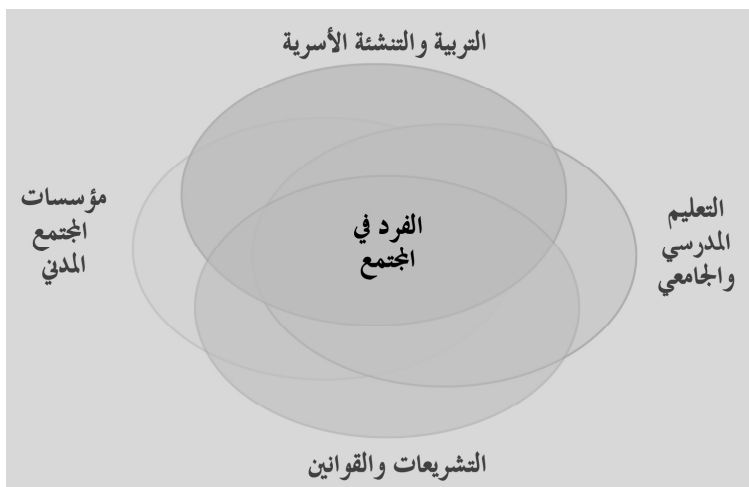 التربية والتنشئة الأسرية
التعليم
المدرسي
والجامعي
الفرد في
المجتمع
مؤسسات
المجتمع
المدني
التشريعات والقوانين